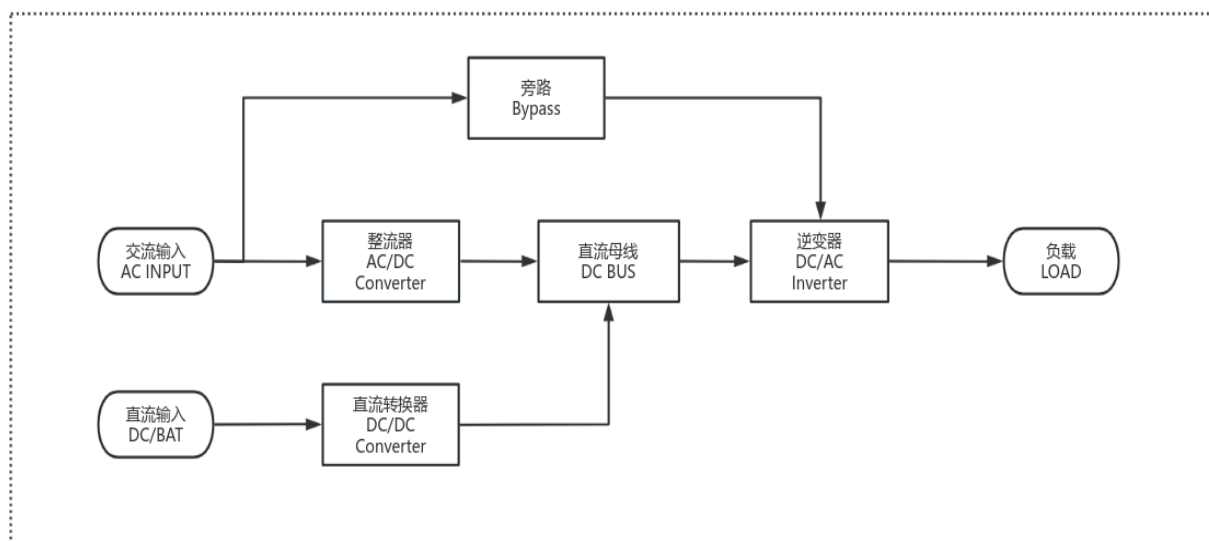 旁路
Bypass
交流输入
AC INPUT
整流器
AC/DC
Converter
直流母线
DC BUS
逆变器
DC/AC
Inverter
负载
LOAD
直流输入
DC/BAT
直流转换器
DC/DC
Converter